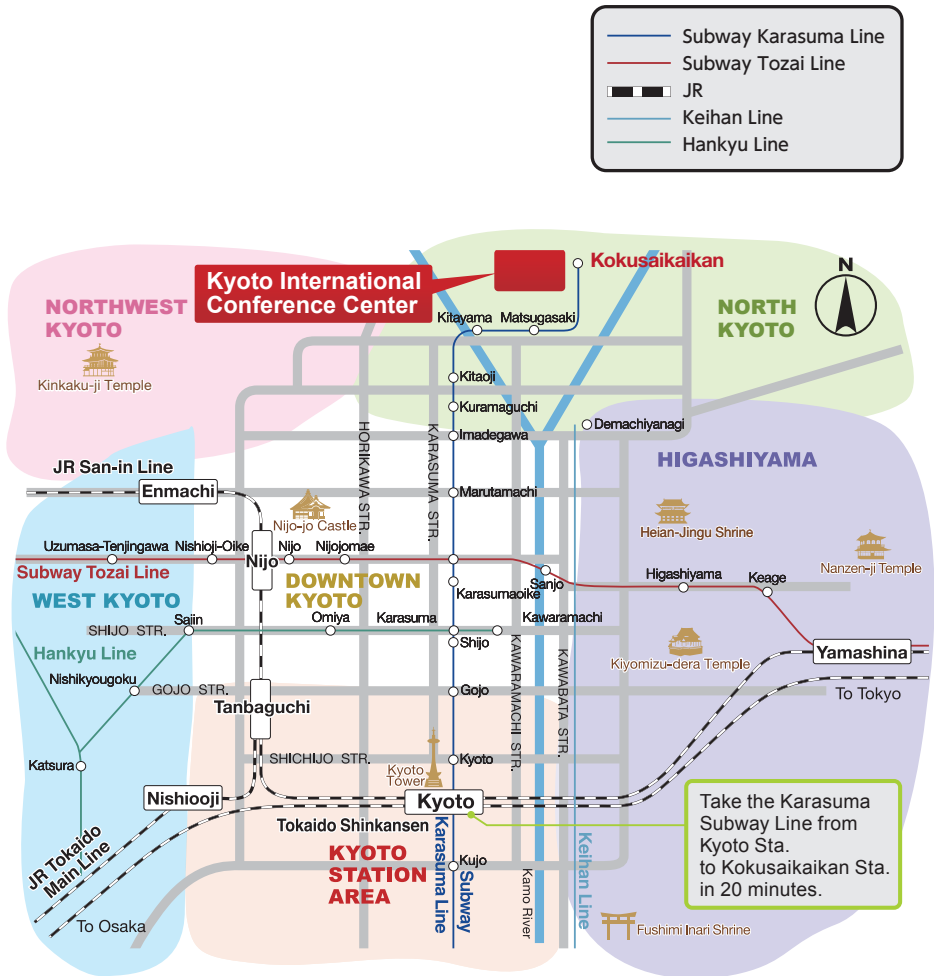 Subway Karasuma Line
Subway Tozai Line
JR
Keihan Line
Hankyu Line
Kyoto International
Conference Center
Kokusaikaikan
N
NORTHWEST
KYOTO
NORTH
KYOTO
Kitayama
Matsugasaki
Kinkaku-ji Temple
Kitaoji
Kuramaguchi
Demachiyanagi
Imadegawa
HORIKAWA STR.
KARASUMA STR.
HIGASHIYAMA
JR San-in Line
Enmachi
Marutamachi
Nijo-jo Castle
Heian-Jingu Shrine
Uzumasa-Tenjingawa
Nishioji-Oike
Nijo
Nijo
Nijojomae
Nanzen-ji Temple
Subway Tozai Line
DOWNTOWN
KYOTO
Karasumaoike
Sanjo
Higashiyama
Keage
WEST KYOTO
Saiin
Omiya
Karasuma
Kawaramachi
SHIJO STR.
Shijo
Hankyu Line
Kiyomizu-dera Temple
Yamashina
Nishikyougoku
GOJO STR.
Tanbaguchi
Gojo
KAWARAMACHI STR.
KAWABATA STR.
To Tokyo
SHICHIJO STR.
Kyoto
Tower
Kyoto
Katsura
Nishiooji
Kyoto
Tokaido Shinkansen
Take the Karasuma
Subway Line from
Kyoto Sta.
to Kokusaikaikan Sta.
in 20 minutes.
KYOTO
STATION
AREA
Subway
Karasuma Line
Kujo
Kamo River
Keihan Line
JR Tokaido
Main Line
To Osaka
Fushimi Inari Shrine